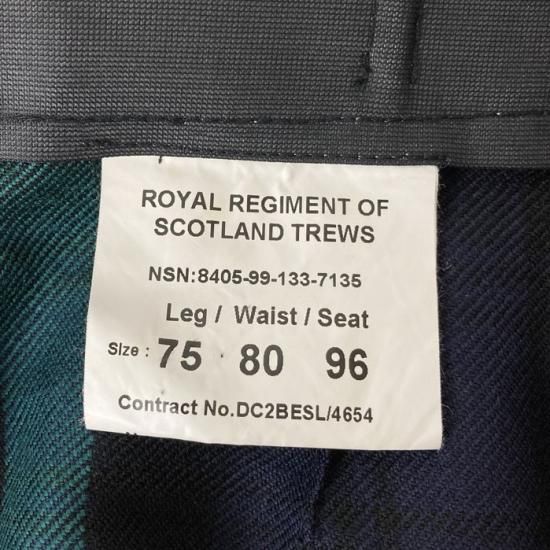 ROYAL REGIMENT OF
SCOTLAND TREWS
NSN:8405-99-133-7135
Leg / Waist / Seat
Size : 75 80 96
Contract No.DC2BESL/4654